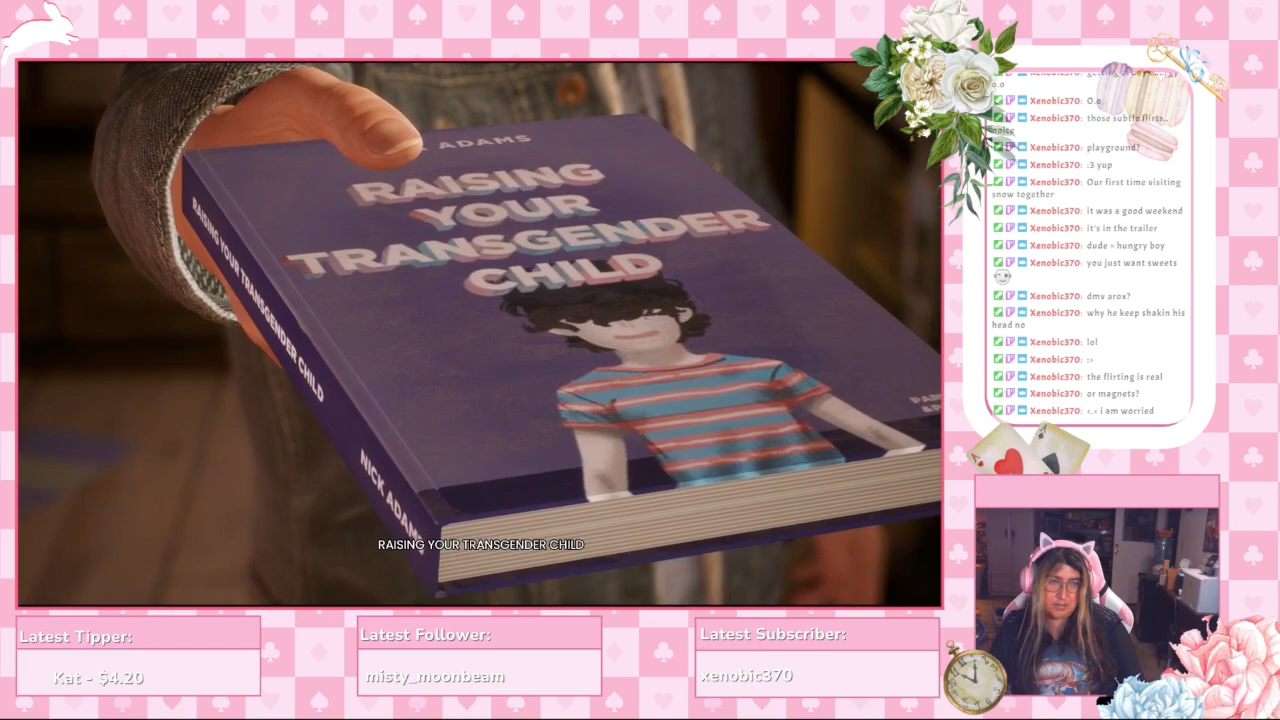 ADAMS
RAISING
YOUR
NSGENDER
CHILD
RAISING YOUR TRANSGENDER CHILD
NICK ADAMS
RAISING YOUR TRANSGENDER CHILD
o.o
Xenobic370: O.o
Xenobic370: those subtle flirts..
noice
Xenobic370: playground?
Xenobic370: :3 yup
Xenobic370: Our first time visiting
snow together
Xenobic370: it was a good weekend
Xenobic370: it's in the trailer
Xenobic370: dude = hungry boy
Xenobic370: you just want sweets
Xenobic370: dmv arox?
Xenobic370: why he keep shakin his
head no
Xenobic370: lol
Xenobic370: :>
Xenobic370: the flirting is real
Xenobic370: or magnets?
Xenobic370: <.< i am worried
Latest Tipper:
Kat - $4.20
Latest Follower:
misty_moonbeam
Latest Subscriber:
xenobic370